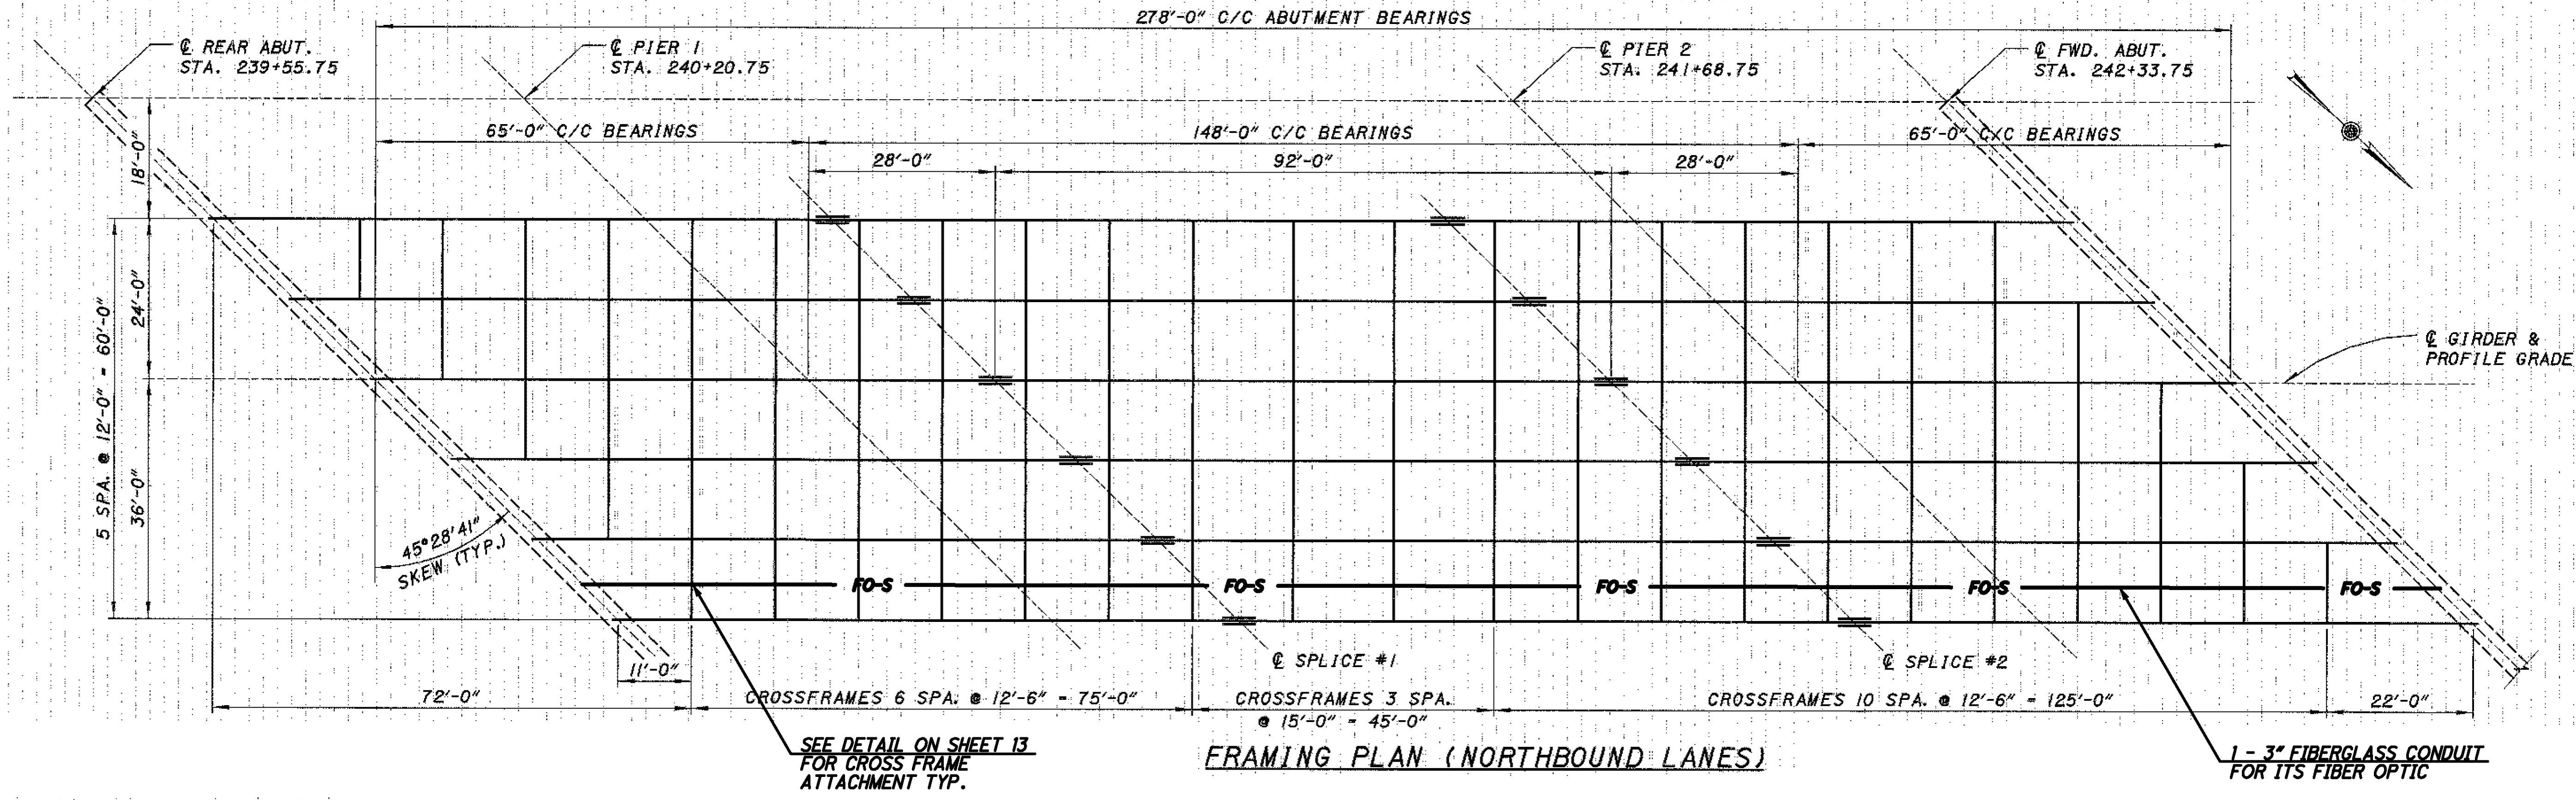 278'-0" C/C ABUTMENT BEARINGS
℄ REAR ABUT.
STA. 239+55.75
℄ PIER 1
STA. 240+20.75
℄ PIER 2
STA. 241+68.75
℄ FWD. ABUT.
STA. 242+33.75
65'-0" C/C BEARINGS
148'-0" C/C BEARINGS
65'-0" C/C BEARINGS
28'-0"
92'-0"
28'-0"
18'-0"
24'-0"
36'-0"
5 SPA. @ 12'-0" = 60'-0"
℄ GIRDER &
PROFILE GRADE
45°28'41"
SKEW (TYP.)
FO-S
FO-S
FO-S
FO-S
FO-S
℄ SPLICE #1
℄ SPLICE #2
11'-0"
72'-0"
CROSSFRAMES 6 SPA. @ 12'-6" = 75'-0"
CROSSFRAMES 3 SPA.
@ 15'-0" = 45'-0"
CROSSFRAMES 10 SPA. @ 12'-6" = 125'-0"
22'-0"
SEE DETAIL ON SHEET 13
FOR CROSS FRAME
ATTACHMENT TYP.
FRAMING PLAN (NORTHBOUND LANES)
1 - 3" FIBERGLASS CONDUIT
FOR ITS FIBER OPTIC